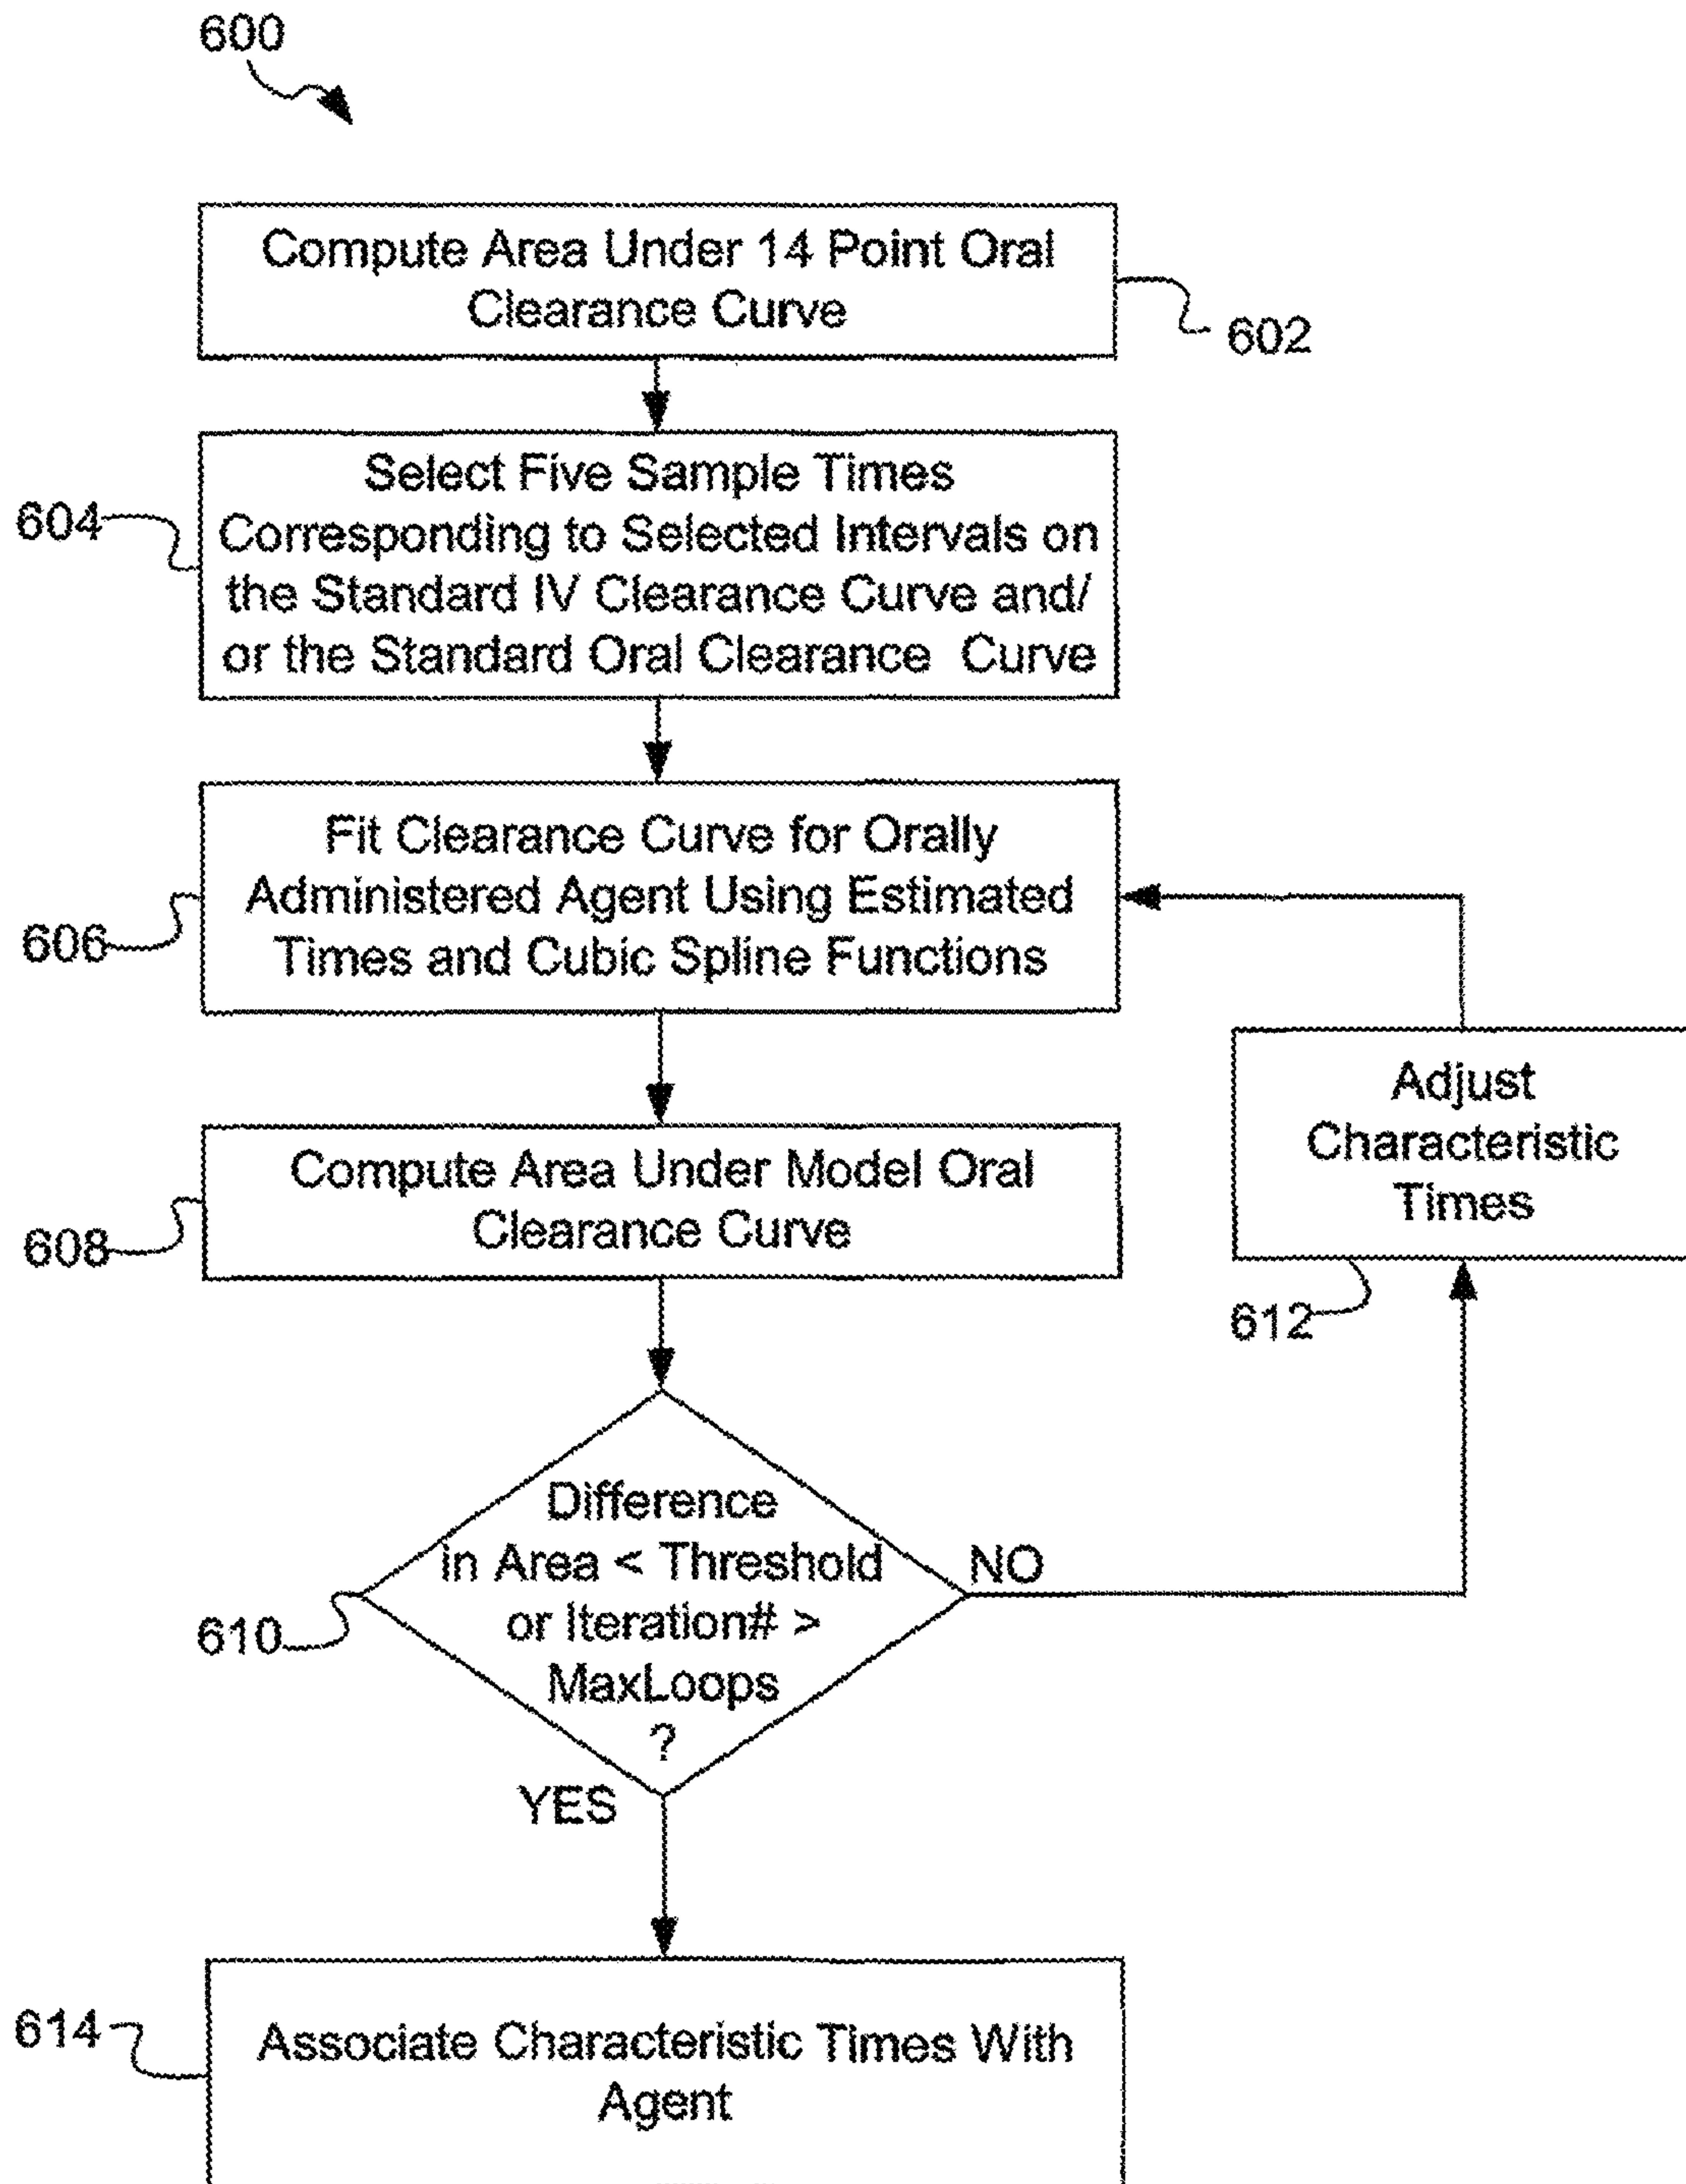 600
Compute Area Under 14 Point Oral
Clearance Curve
602
Select Five Sample Times
Corresponding to Selected Intervals on
the Standard IV Clearance Curve and/
or the Standard Oral Clearance Curve
604
Fit Clearance Curve for Orally
Administered Agent Using Estimated
Times and Cubic Spline Functions
606
Compute Area Under Model Oral
Clearance Curve
608
Adjust
Characteristic
Times
612
Difference
in Area < Threshold
or Iteration# >
MaxLoops
?
610
NO
YES
Associate Characteristic Times With
Agent
614